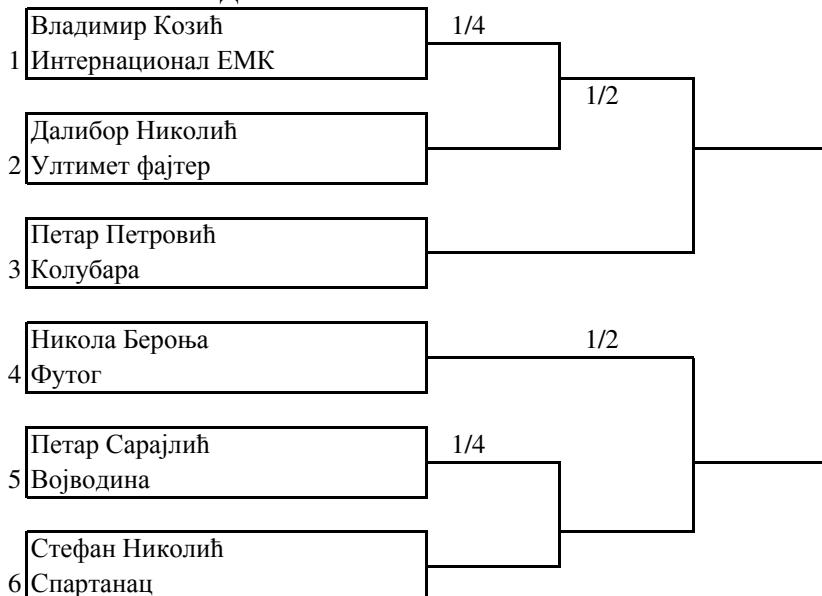 Владимир Козић 1/4
1 Интернационал ЕМК
1/2
Далибор Николић
2 Ултимет фајтер
Петар Петровић
3 Колубара
Никола Бероња 1/2
4 Футог
Петар Сарајлић 1/4
5 Војводина
Стефан Николић
6 Спартанац